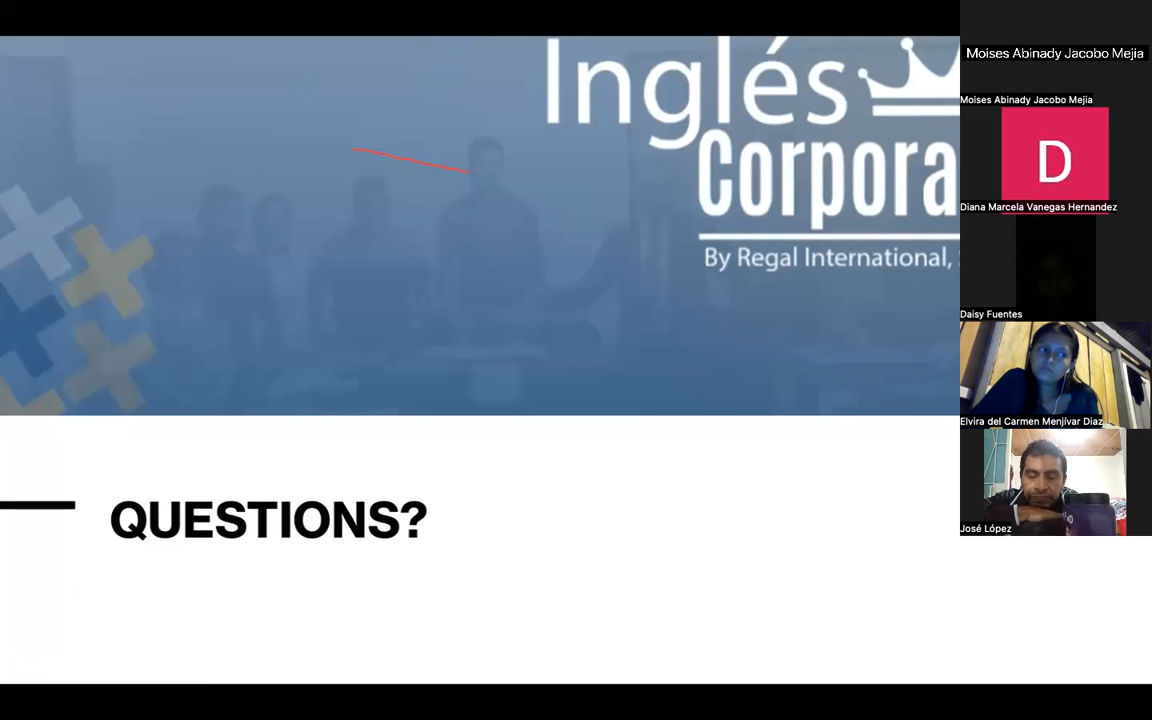 Inglés
Corpora
By Regal International,
QUESTIONS?
Moises Abinady Jacobo Mejia
Moises Abinady Jacobo Mejia
D
Diana Marcela Vanegas Hernandez
Daisy Fuentes
Elvira del Carmen Menjívar Diaz
José López